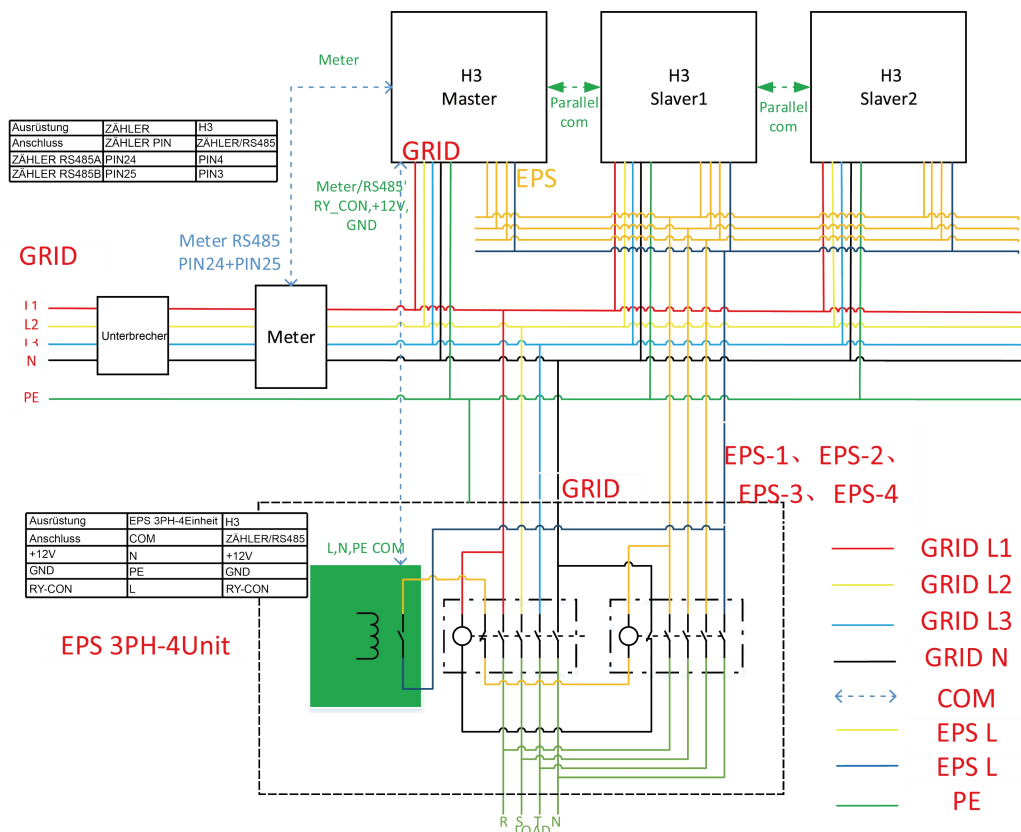 Meter
H3
Master
H3
Slaver1
H3
Slaver2
Parallel
com
Parallel
com
Ausrüstung ZÄHLER H3
Anschluss ZÄHLER PIN ZÄHLER/RS485
ZÄHLER RS485A PIN24 PIN4
ZÄHLER RS485B PIN25 PIN3
GRID
EPS
Meter/RS485
RY_CON,+12V,
GND
Meter RS485
PIN24+PIN25
GRID
L1
L2
L3
N
PE
Unterbrecher
Meter
EPS-1、EPS-2、
EPS-3、EPS-4
GRID
Ausrüstung EPS 3PH-4Einheit H3
Anschluss COM ZÄHLER/RS485
+12V N +12V
GND PE GND
RY-CON L RY-CON
L,N,PE COM
EPS 3PH-4Unit
GRID L1
GRID L2
GRID L3
GRID N
COM
EPS L
EPS L
PE
R S T N
LOAD